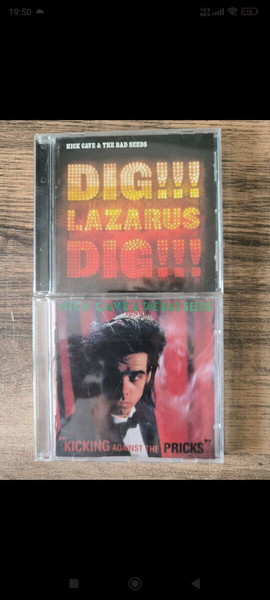 19:50
NICK CAVE & THE BAD SEEDS
DIG!!!
LAZARUS
DIG!!!
NICK CAVE & THE BAD SEEDS
"KICKING AGAINST THE PRICKS"